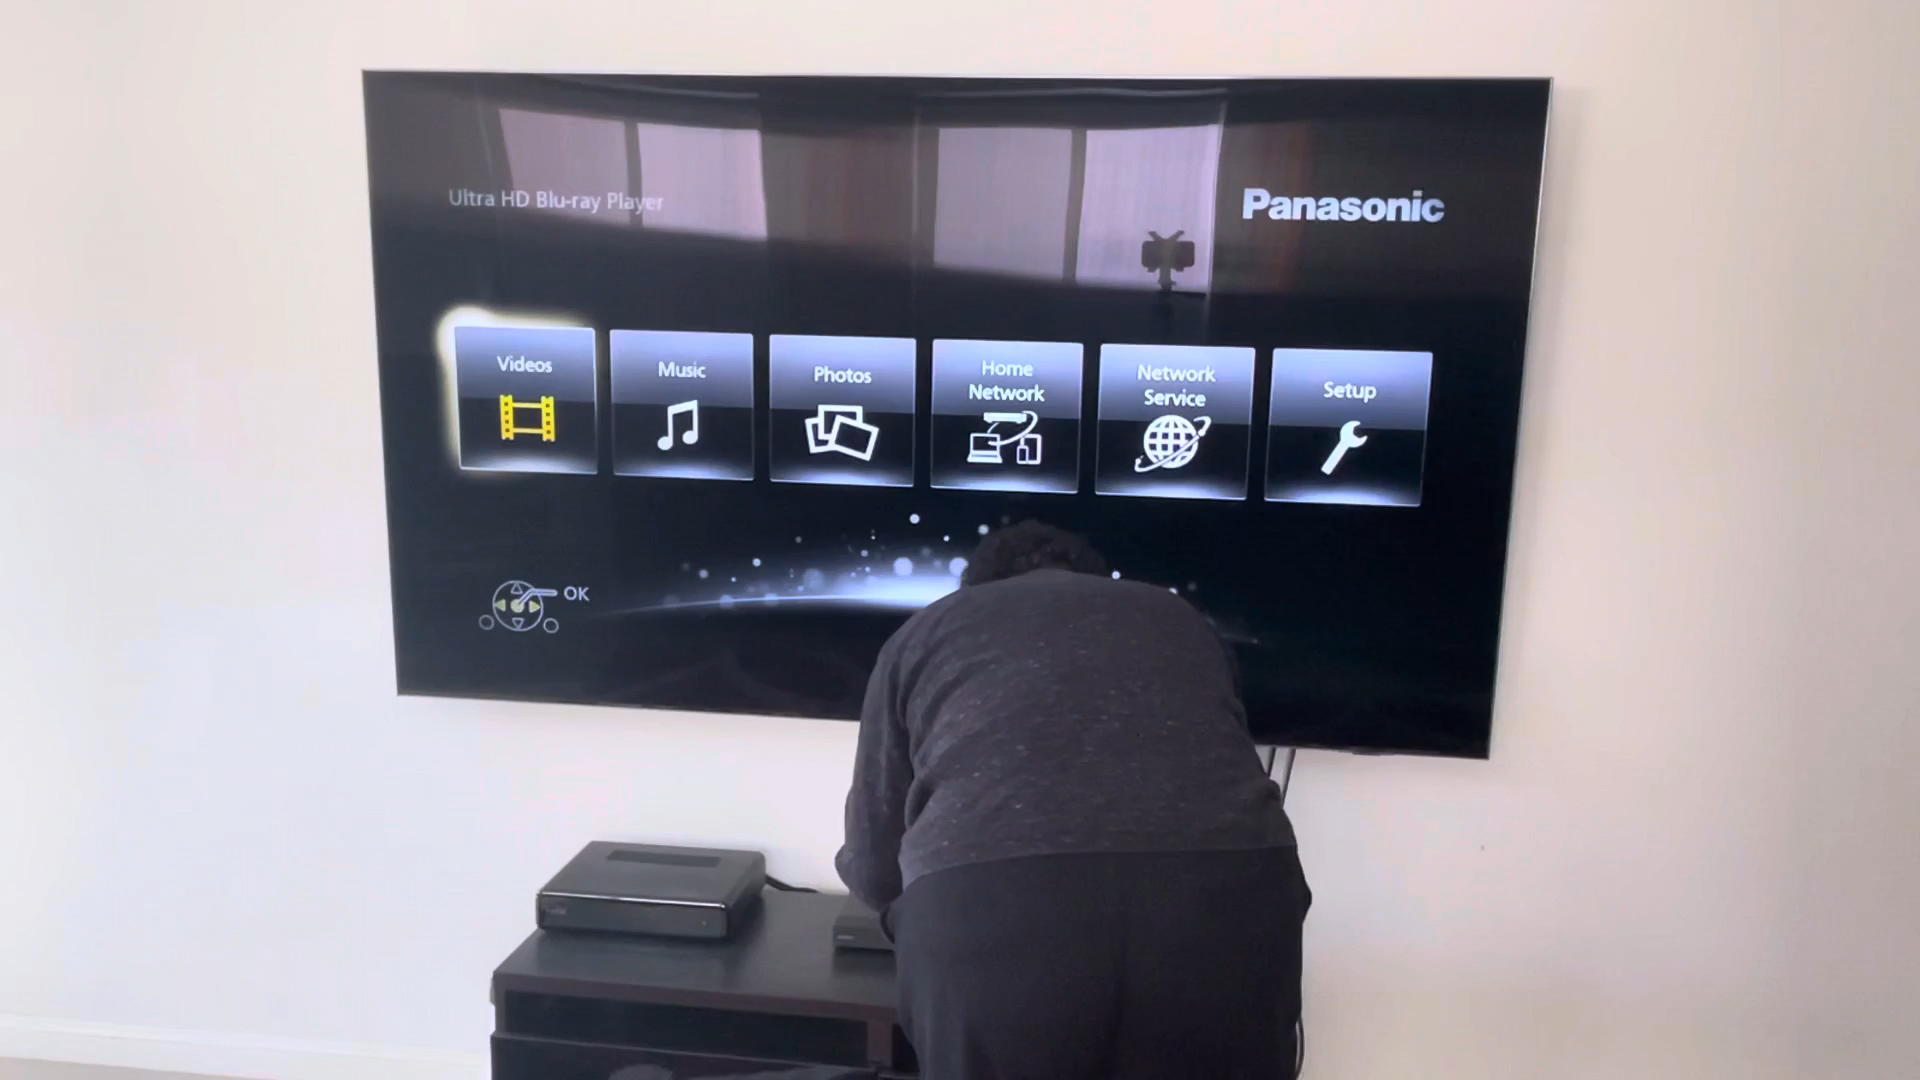 Ultra HD Blu-ray Player
Panasonic
Videos
Music
Photos
Home
Network
Network
Service
Setup
OK